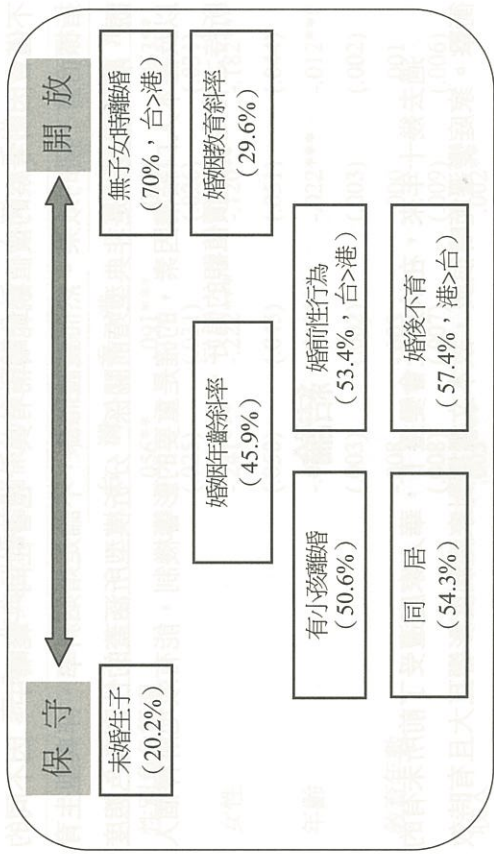 保守
開放
未婚生子
(20.2%)
無子女時離婚
(70%，台>港)
婚姻年齡斜率
(45.9%)
婚姻教育斜率
(29.6%)
有小孩離婚
(50.6%)
婚前性行為
(53.4%，台>港)
同居
(54.3%)
婚後不育
(57.4%，港>台)